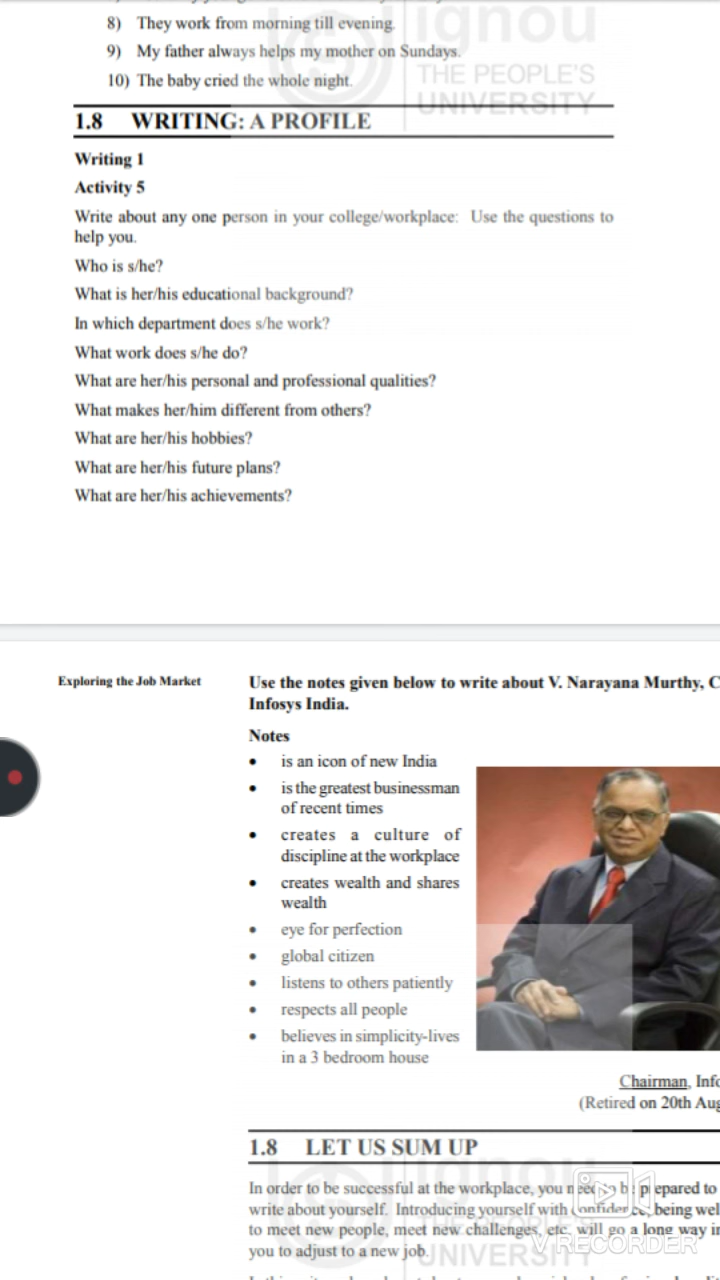 8) They work from morning till evening.
9) My father always helps my mother on Sundays.
10) The baby cried the whole night.
ignou
THE PEOPLE'S
UNIVERSITY
1.8 WRITING: A PROFILE
Writing 1
Activity 5
Write about any one person in your college/workplace: Use the questions to
help you.
Who is s/he?
What is her/his educational background?
In which department does s/he work?
What work does s/he do?
What are her/his personal and professional qualities?
What makes her/him different from others?
What are her/his hobbies?
What are her/his future plans?
What are her/his achievements?
Exploring the Job Market
Use the notes given below to write about V. Narayana Murthy, C
Infosys India.
Notes
• is an icon of new India
• is the greatest businessman
of recent times
• creates a culture of
discipline at the workplace
• creates wealth and shares
wealth
• eye for perfection
• global citizen
• listens to others patiently
• respects all people
• believes in simplicity-lives
in a 3 bedroom house
Chairman, Info
(Retired on 20th Aug
1.8 LET US SUM UP
ignou
In order to be successful at the workplace, you need to be prepared to
write about yourself. Introducing yourself with confidence, being wel
to meet new people, meet new challenges, etc. will go a long way in
you to adjust to a new job.
THE PEOPLE'S
UNIVERSITY
VRECORDER